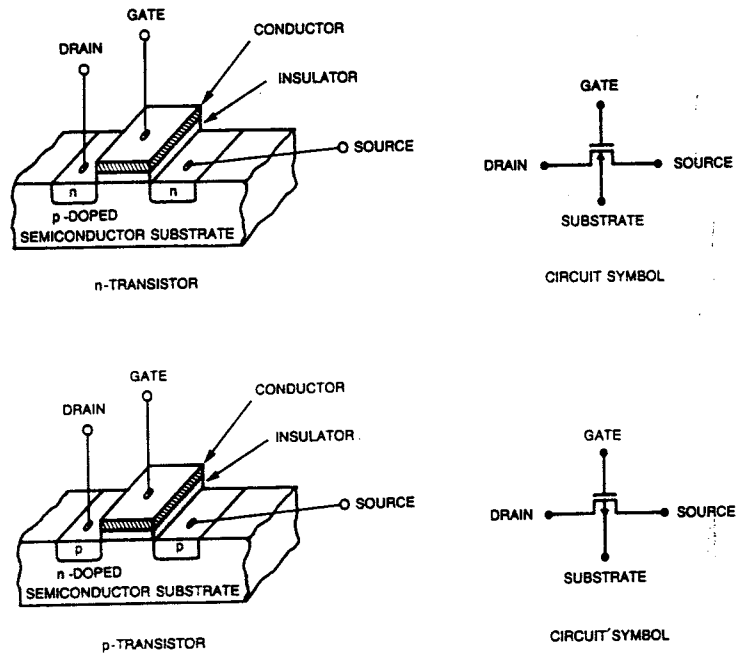 GATE
DRAIN
CONDUCTOR
INSULATOR
SOURCE
n
n
p-DOPED
SEMICONDUCTOR SUBSTRATE
n-TRANSISTOR
GATE
DRAIN
SOURCE
SUBSTRATE
CIRCUIT SYMBOL
GATE
DRAIN
CONDUCTOR
INSULATOR
SOURCE
p
p
n-DOPED
SEMICONDUCTOR SUBSTRATE
p-TRANSISTOR
GATE
DRAIN
SOURCE
SUBSTRATE
CIRCUIT SYMBOL